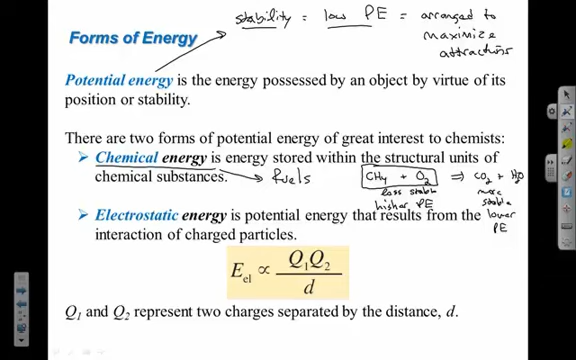 stability = low PE = arranged to
maximize
attractions
Forms of Energy
Potential energy is the energy possessed by an object by virtue of its
position or stability.
There are two forms of potential energy of great interest to chemists:
Chemical energy is energy stored within the structural units of
chemical substances. → fuels
CH4 + O2 ⇒ CO2 + H2O
less stable
higher PE
more
stable
lower
PE
Electrostatic energy is potential energy that results from the
interaction of charged particles.
Eel ∝ Q1Q2 / d
Q1 and Q2 represent two charges separated by the distance, d.